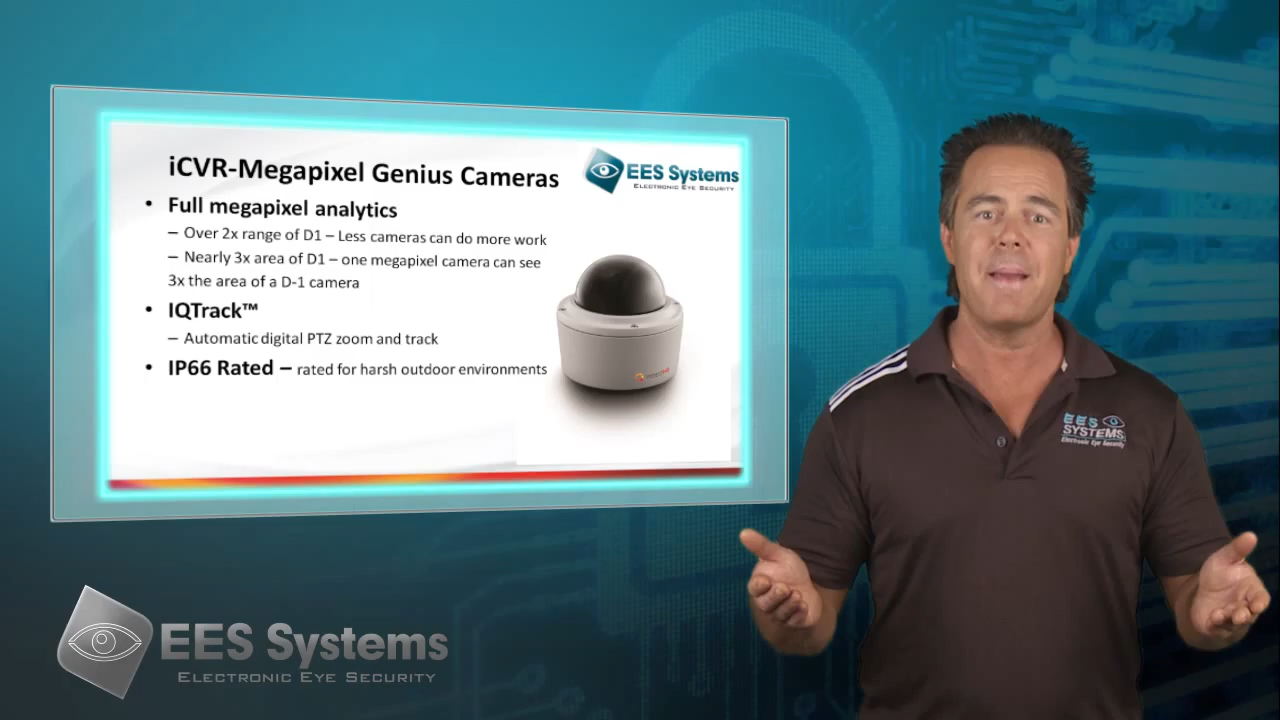 iCVR-Megapixel Genius Cameras
EES Systems
Electronic Eye Security
• Full megapixel analytics
– Over 2x range of D1 – Less cameras can do more work
– Nearly 3x area of D1 – one megapixel camera can see
3x the area of a D-1 camera
• IQTrack™
– Automatic digital PTZ zoom and track
• IP66 Rated – rated for harsh outdoor environments
EES
SYSTEMS
Electronic Eye Security
EES Systems
Electronic Eye Security